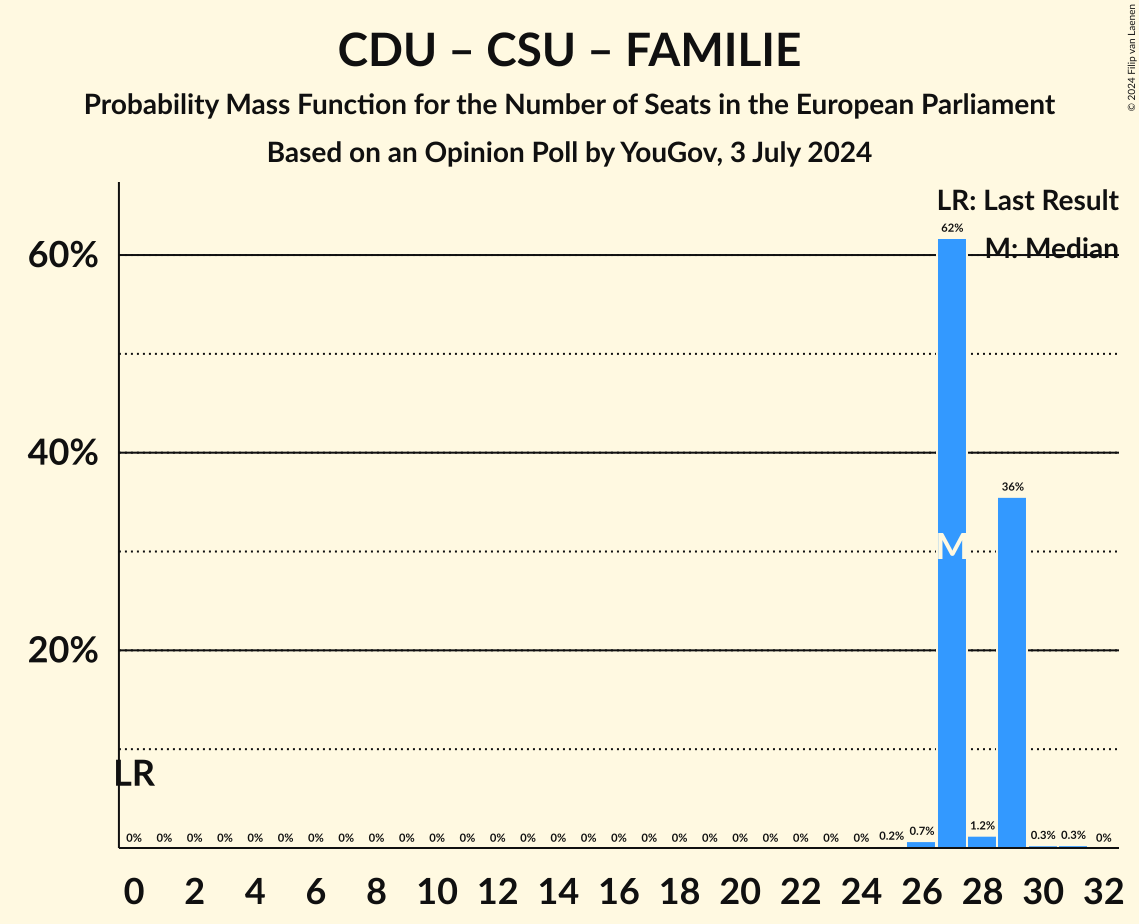 CDU – CSU – FAMILIE
Probability Mass Function for the Number of Seats in the European Parliament
Based on an Opinion Poll by YouGov, 3 July 2024
© 2024 Filip van Laenen
LR: Last Result
M: Median
62%
60%
40%
36%
M
20%
LR
0% 0% 0% 0% 0% 0% 0% 0% 0% 0% 0% 0% 0% 0% 0% 0% 0% 0% 0% 0% 0% 0% 0% 0% 0% 0.2% 0.7% 1.2% 0.3% 0.3% 0%
0 2 4 6 8 10 12 14 16 18 20 22 24 26 28 30 32